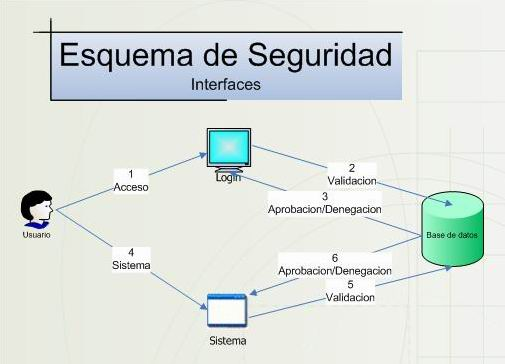 Esquema de Seguridad
Interfaces
Login
1
Acceso
2
Validacion
3
Aprobacion/Denegacion
Usuario
Base de datos
4
Sistema
6
Aprobacion/Denegacion
5
Validacion
Sistema